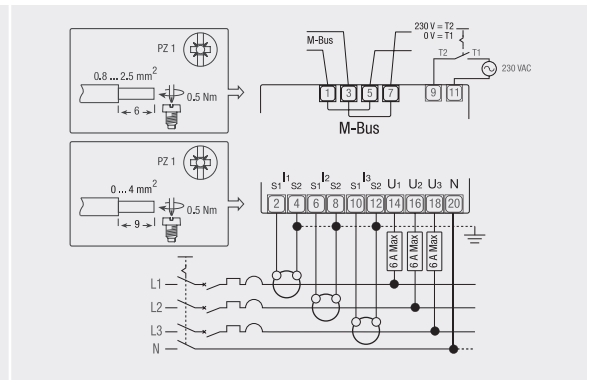 PZ 1
0.8 ... 2.5 mm²
6
0.5 Nm
M-Bus
230 V = T2
0 V = T1
T2 T1
230 VAC
1 3 5 7 9 11
M-Bus
PZ 1
0 ... 4 mm²
9
0.5 Nm
I1 I2 I3
S1 S2 S1 S2 S1 S2 U1 U2 U3 N
2 4 6 8 10 12 14 16 18 20
6 A Max 6 A Max 6 A Max
L1
L2
L3
N